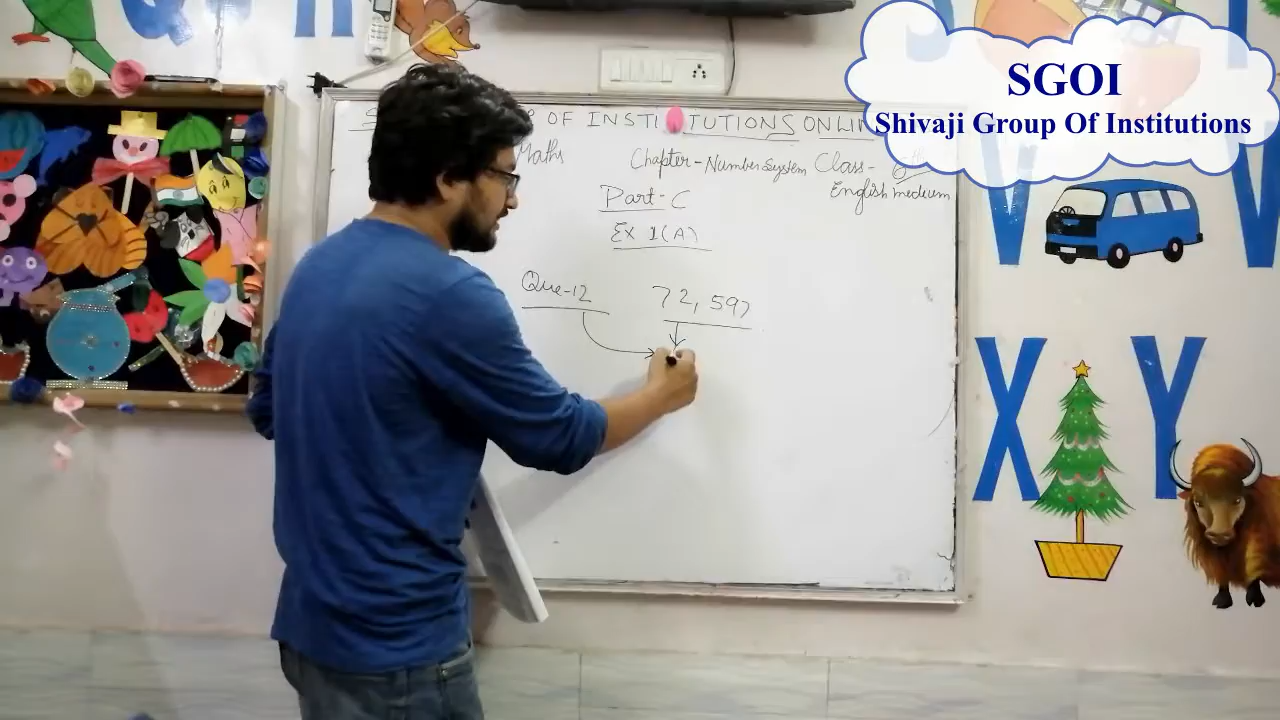 SGOI
Shivaji Group Of Institutions
OF INSTITUTIONS ONLIN
Maths
Chapter - Number System
Class -
English medium
Part - C
Ex 1(A)
Que-12
72,597
V
X Y